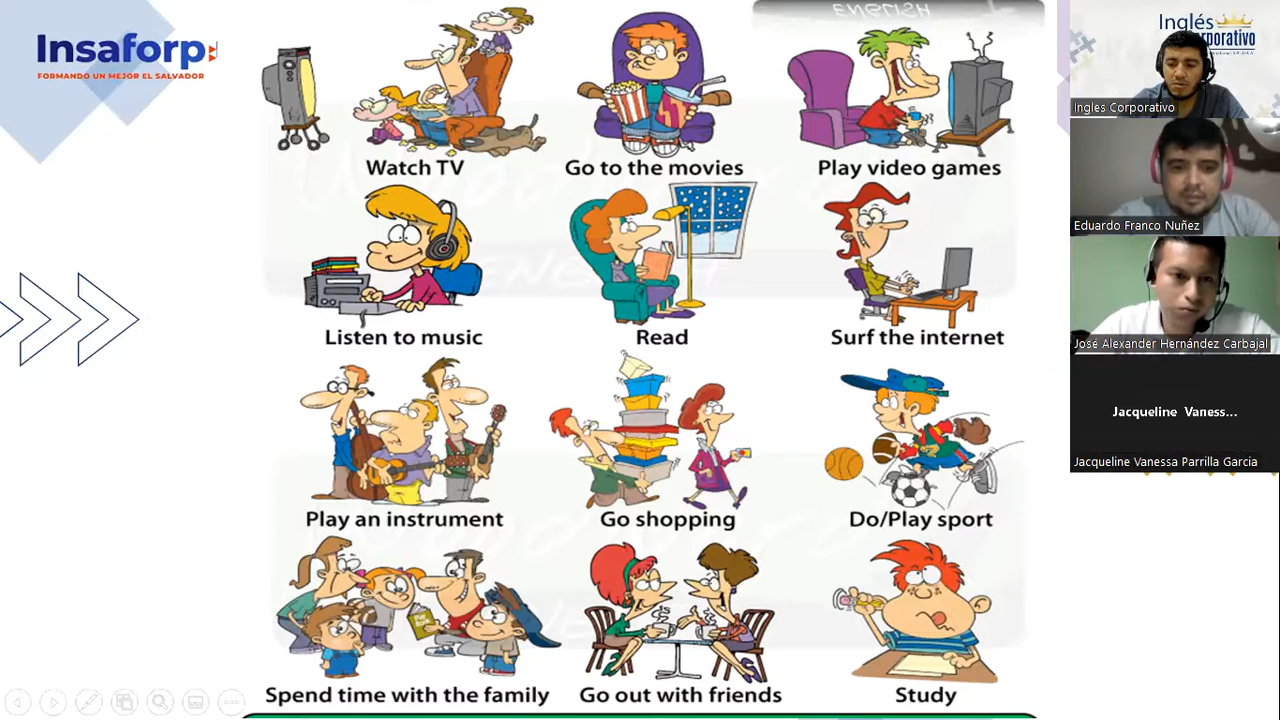 Insaforp
FORMANDO UN MEJOR EL SALVADOR
ENGLISH
Watch TV
Go to the movies
Play video games
Listen to music
Read
Surf the internet
Play an instrument
Go shopping
Do/Play sport
Spend time with the family
Go out with friends
Study
Inglés
Ingles Corporativo
Eduardo Franco Nuñez
José Alexander Hernández Carbajal
Jacqueline Vaness...
Jacqueline Vanessa Parrilla Garcia